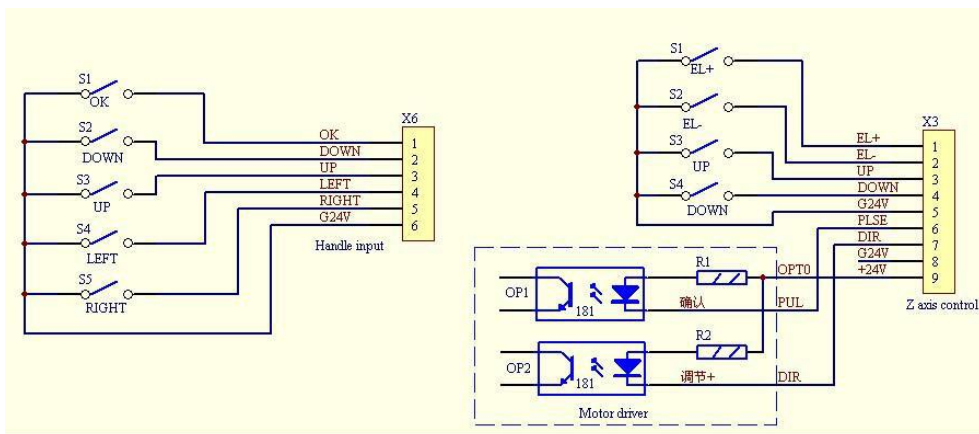 S1
OK
S2
DOWN
S3
UP
S4
LEFT
S5
RIGHT
X6
OK 1
DOWN 2
UP 3
LEFT 4
RIGHT 5
G24V 6
Handle input
S1
EL+
S2
EL-
S3
UP
S4
DOWN
X3
EL+ 1
EL- 2
UP 3
DOWN 4
G24V 5
PLSE 6
DIR 7
G24V 8
+24V 9
Z axis control
R1
OPT0
OP1
181
确认
PUL
R2
OP2
181
调节+
DIR
Motor driver